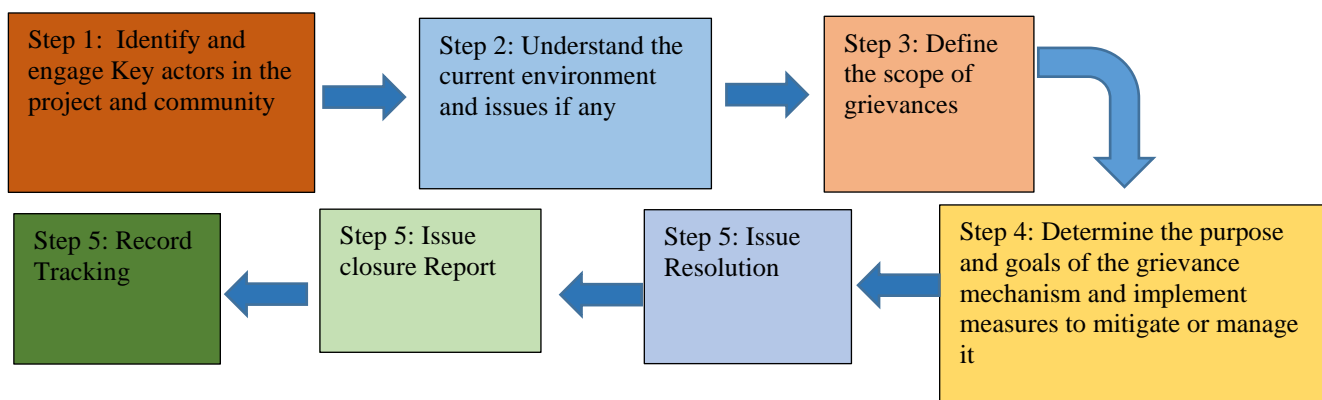 Step 1: Identify and
engage Key actors in the
project and community
Step 2: Understand the
current environment
and issues if any
Step 3: Define
the scope of
grievances
Step 4: Determine the purpose
and goals of the grievance
mechanism and implement
measures to mitigate or manage
it
Step 5: Issue
Resolution
Step 5: Issue
closure Report
Step 5: Record
Tracking